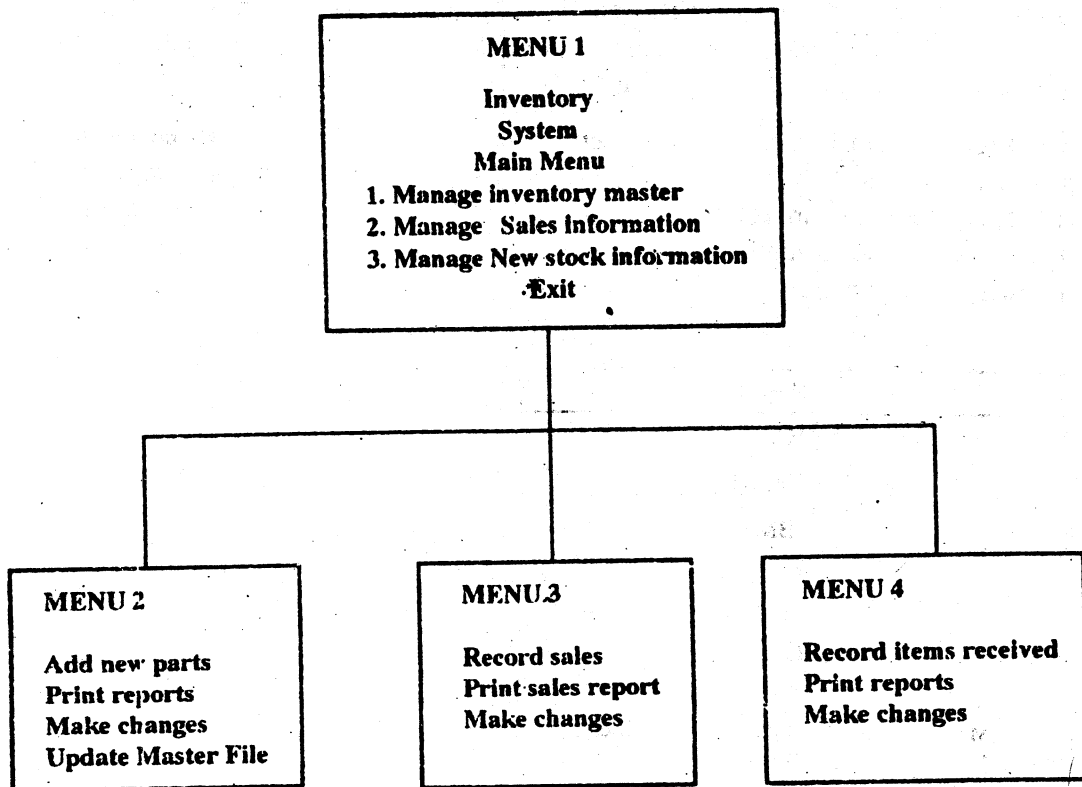 MENU 1
Inventory
System
Main Menu
1. Manage inventory master
2. Manage Sales information
3. Manage New stock information
Exit
MENU 2
Add new parts
Print reports
Make changes
Update Master File
MENU 3
Record sales
Print sales report
Make changes
MENU 4
Record items received
Print reports
Make changes